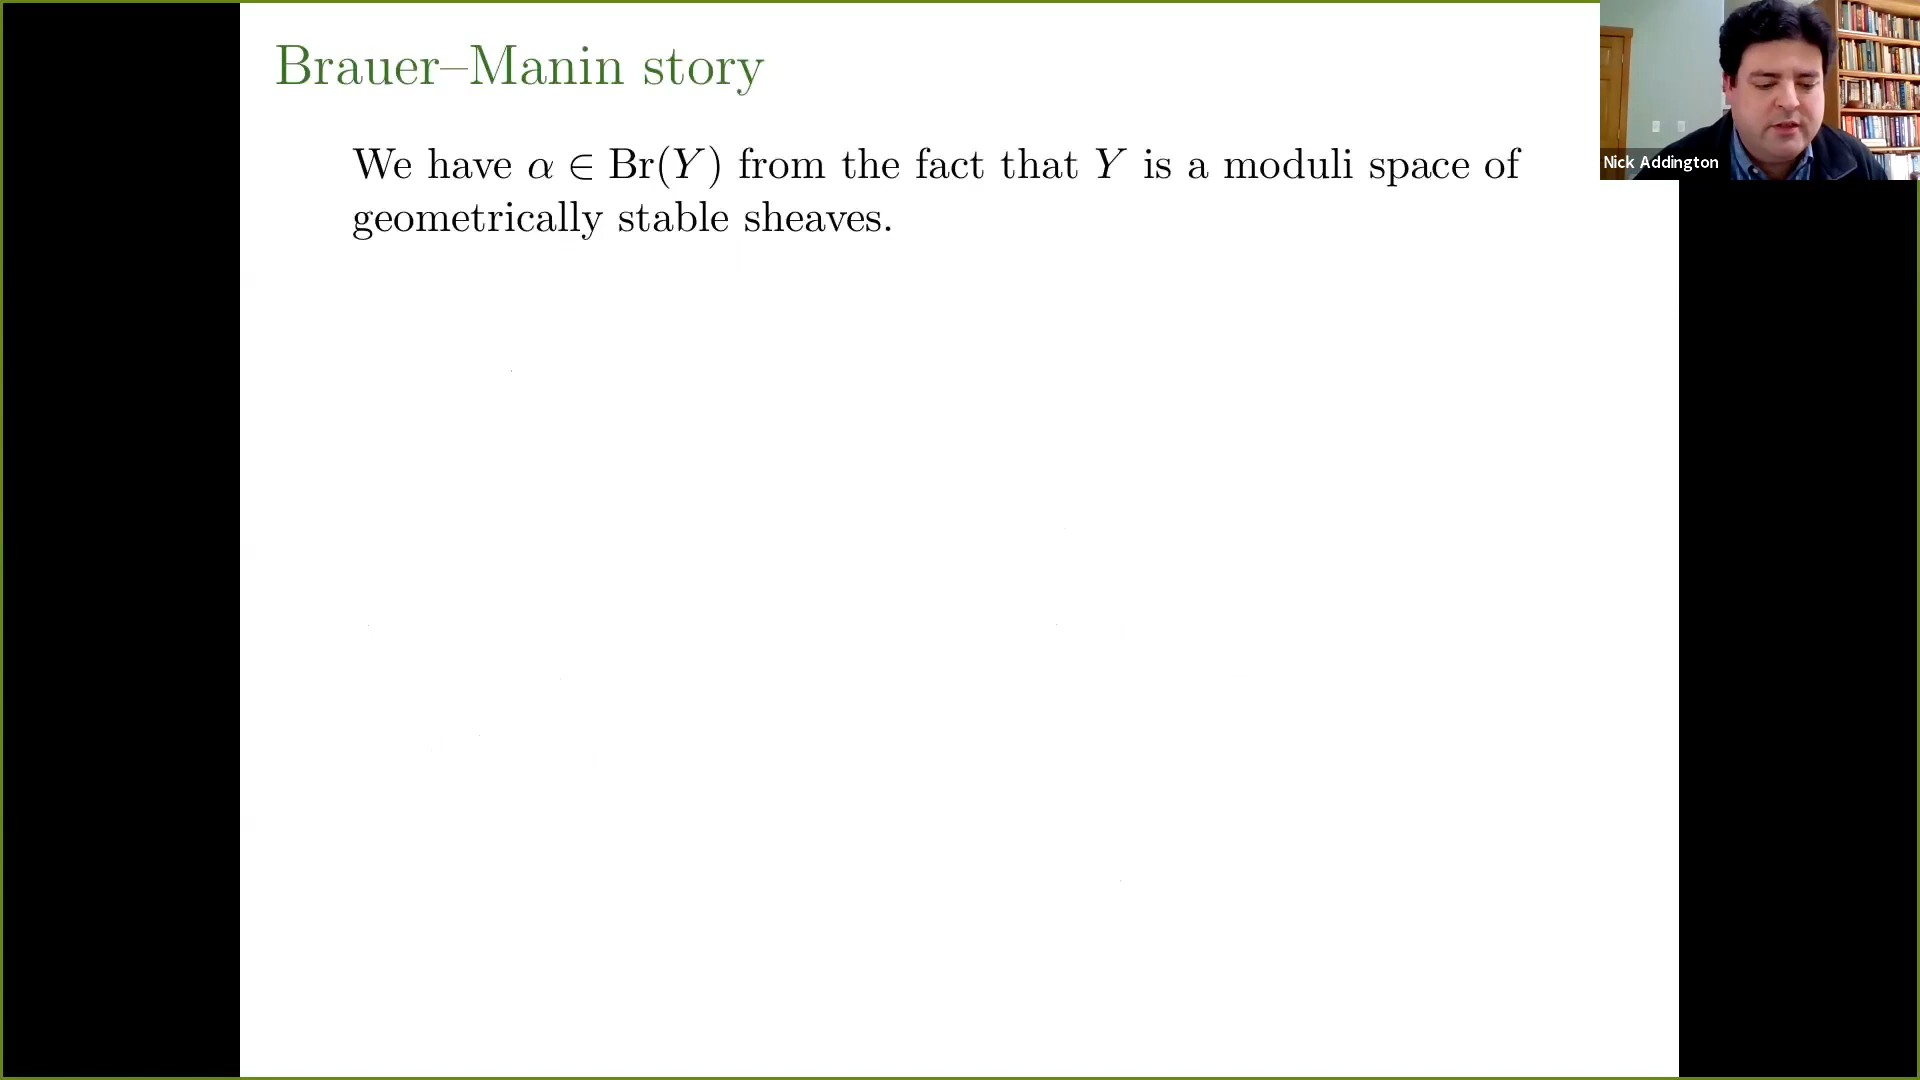 Brauer–Manin story
We have α ∈ Br(Y) from the fact that Y is a moduli space of
geometrically stable sheaves.
Nick Addington